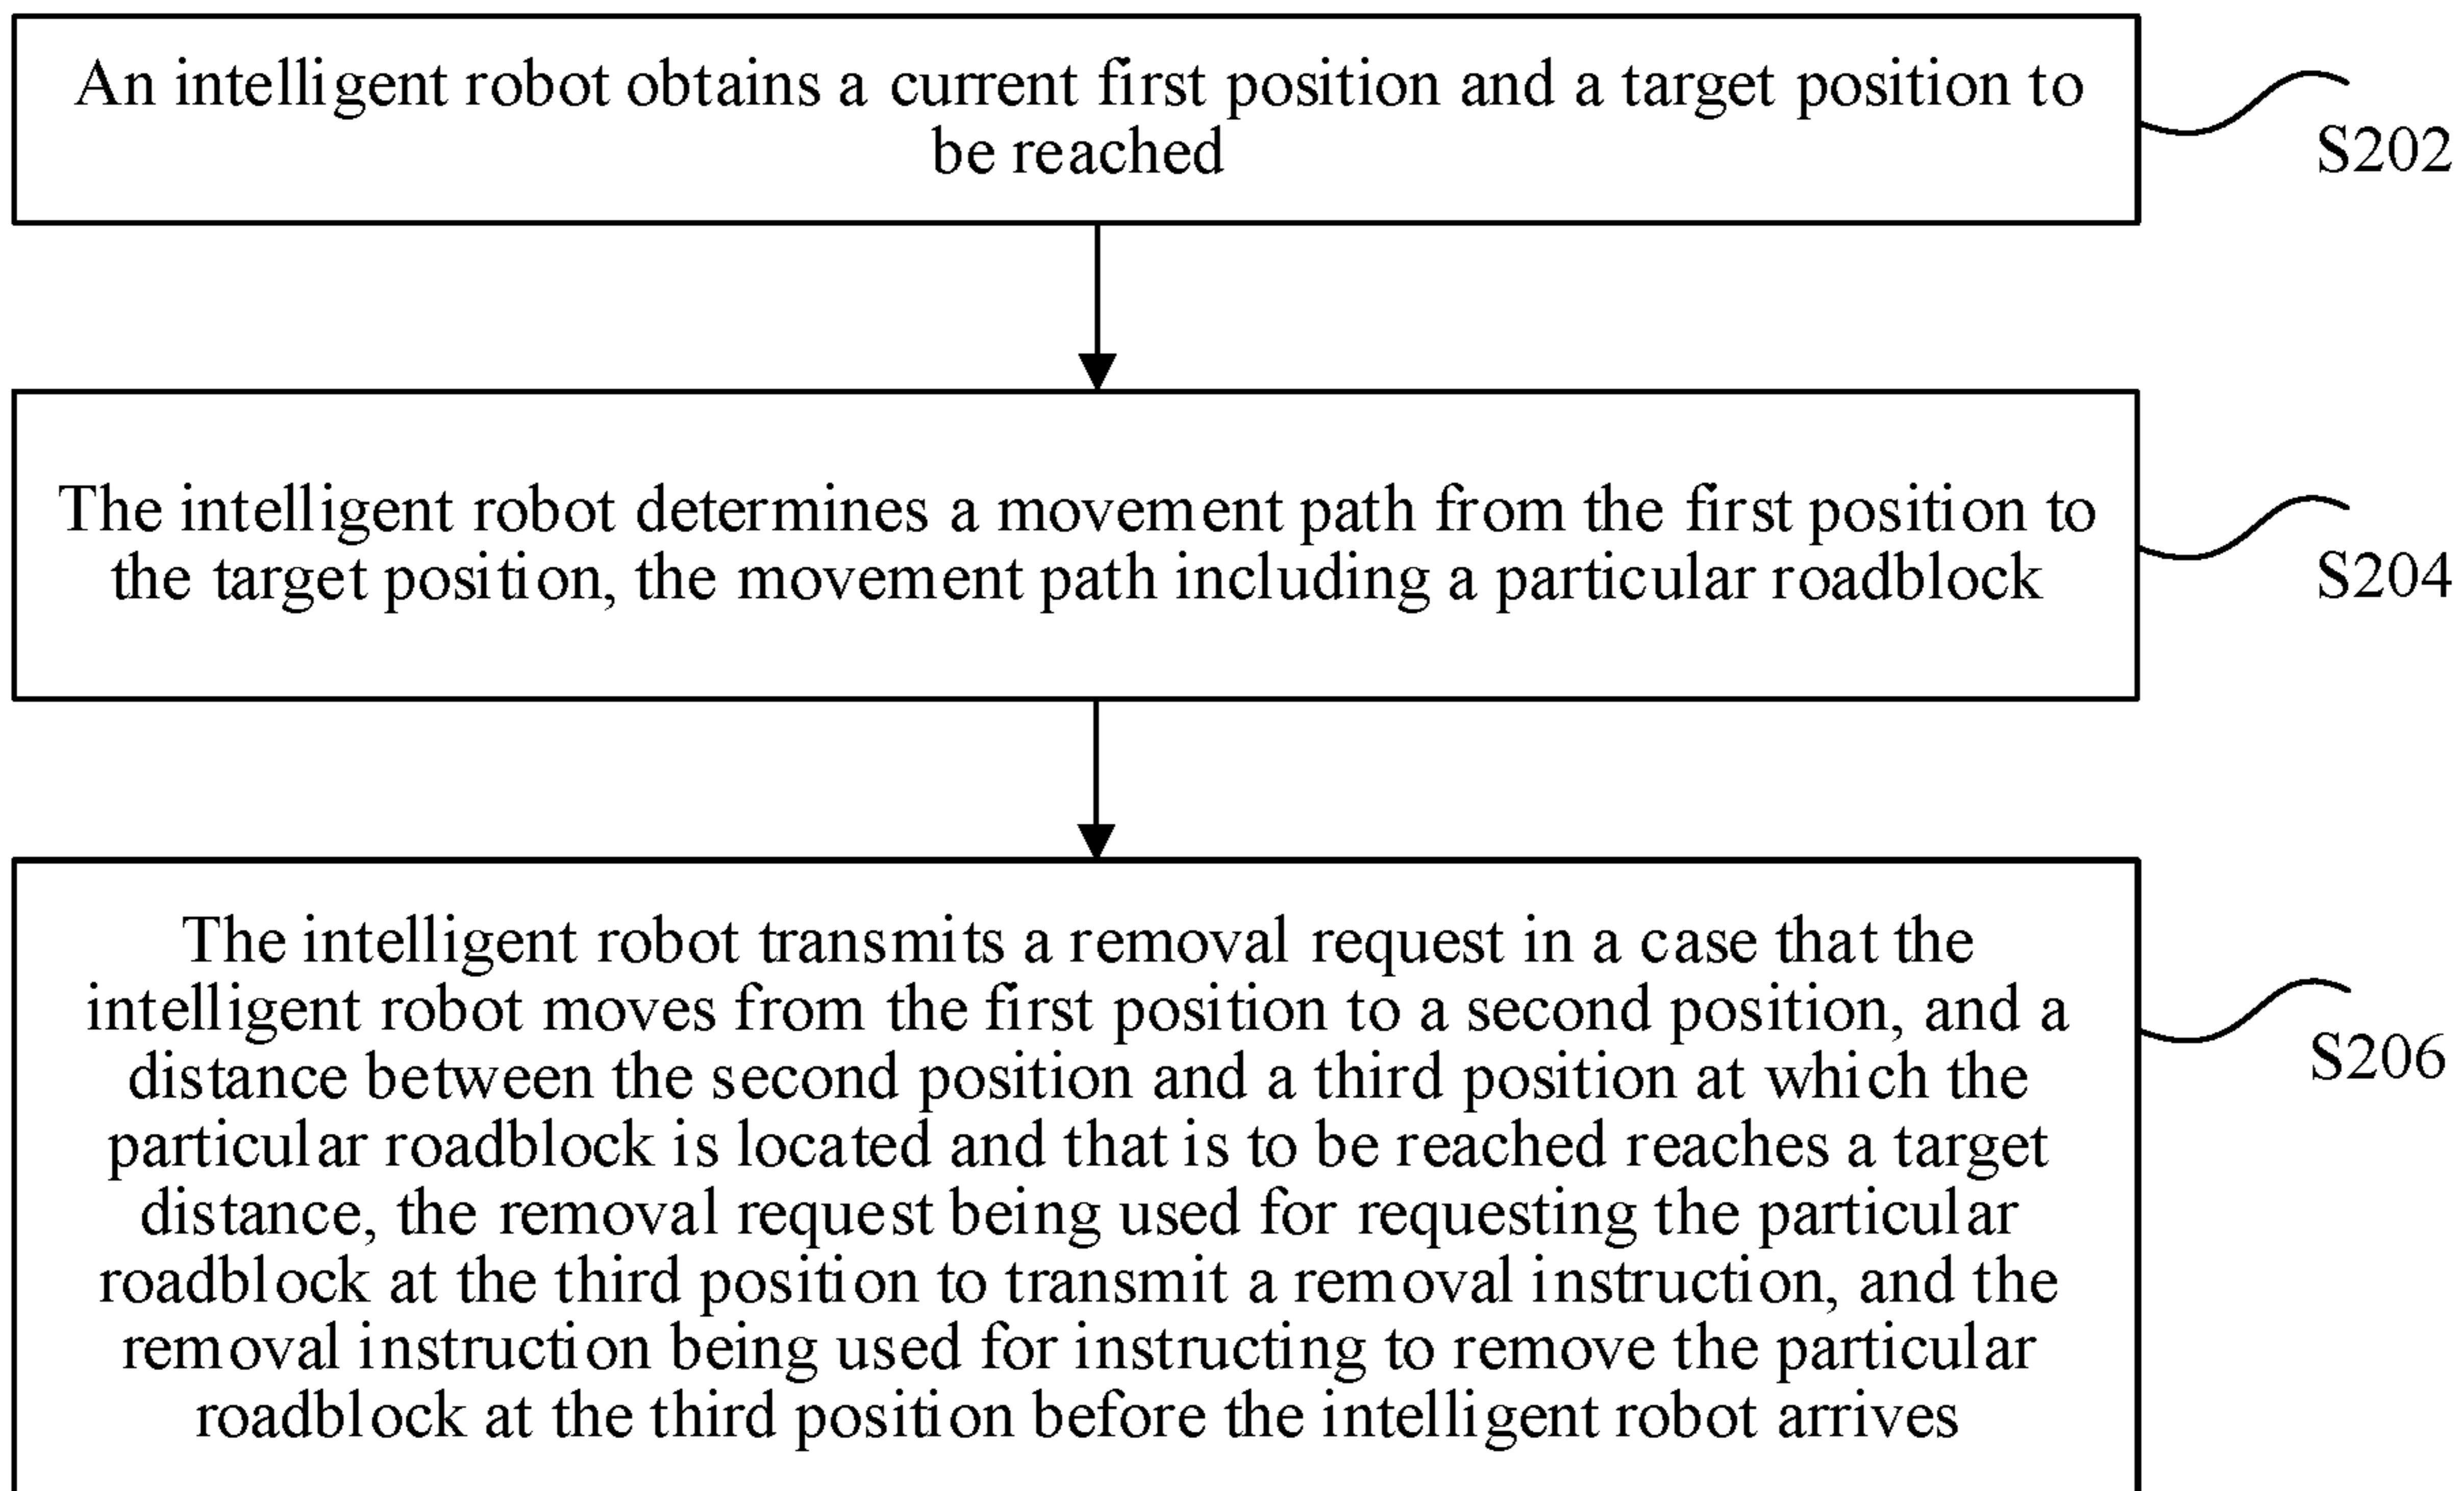 An intelligent robot obtains a current first position and a target position to
be reached
S202
The intelligent robot determines a movement path from the first position to
the target position, the movement path including a particular roadblock
S204
The intelligent robot transmits a removal request in a case that the
intelligent robot moves from the first position to a second position, and a
distance between the second position and a third position at which the
particular roadblock is located and that is to be reached reaches a target
distance, the removal request being used for requesting the particular
roadblock at the third position to transmit a removal instruction, and the
removal instruction being used for instructing to remove the particular
roadblock at the third position before the intelligent robot arrives
S206